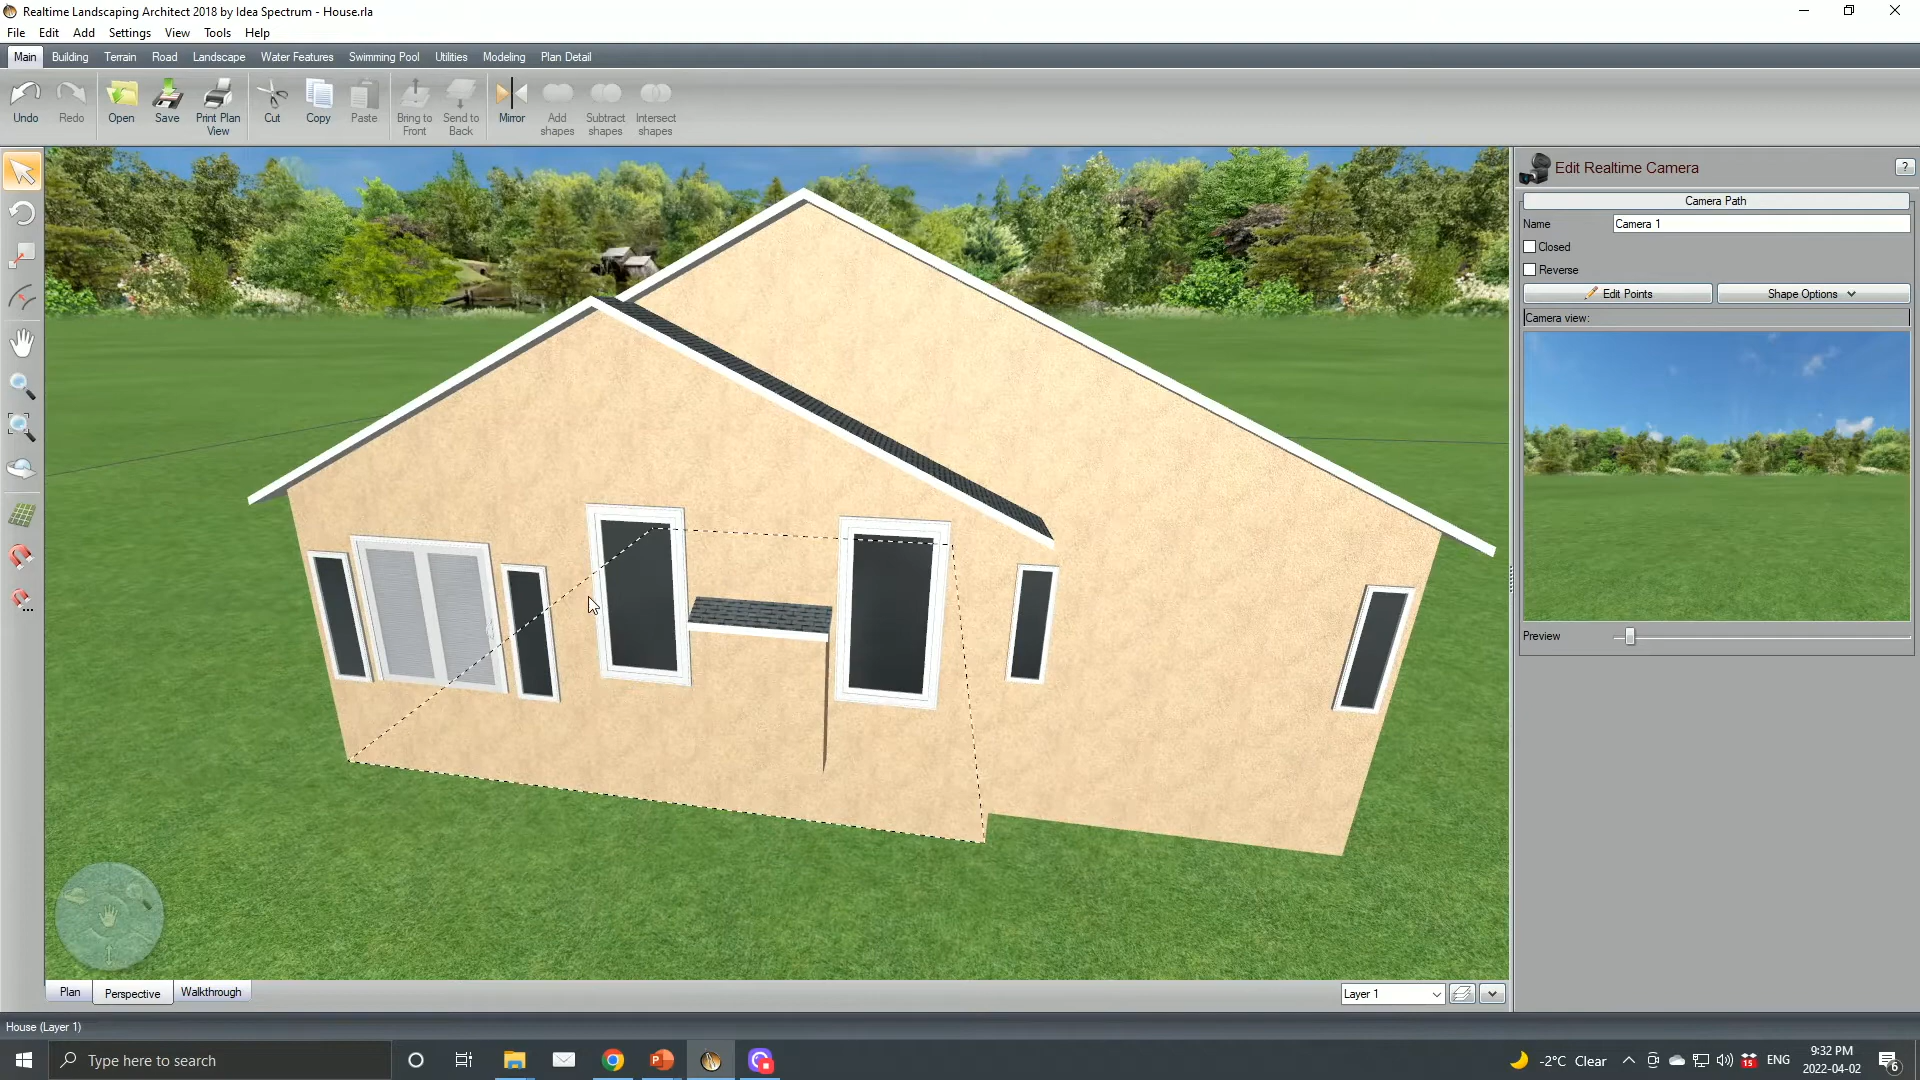 Realtime Landscaping Architect 2018 by Idea Spectrum - House.rla
File Edit Add Settings View Tools Help
Main Building Terrain Road Landscape Water Features Swimming Pool Utilities Modeling Plan Detail
Undo Redo Open Save Print Plan View Cut Copy Paste Bring to Front Send to Back Mirror Add shapes Subtract shapes Intersect shapes
Edit Realtime Camera ?
Camera Path
Name Camera 1
Closed
Reverse
Edit Points Shape Options
Camera view:
Preview
Plan Perspective Walkthrough Layer 1
House (Layer 1)
Type here to search
-2°C Clear
15
ENG
9:32 PM
2022-04-02
6